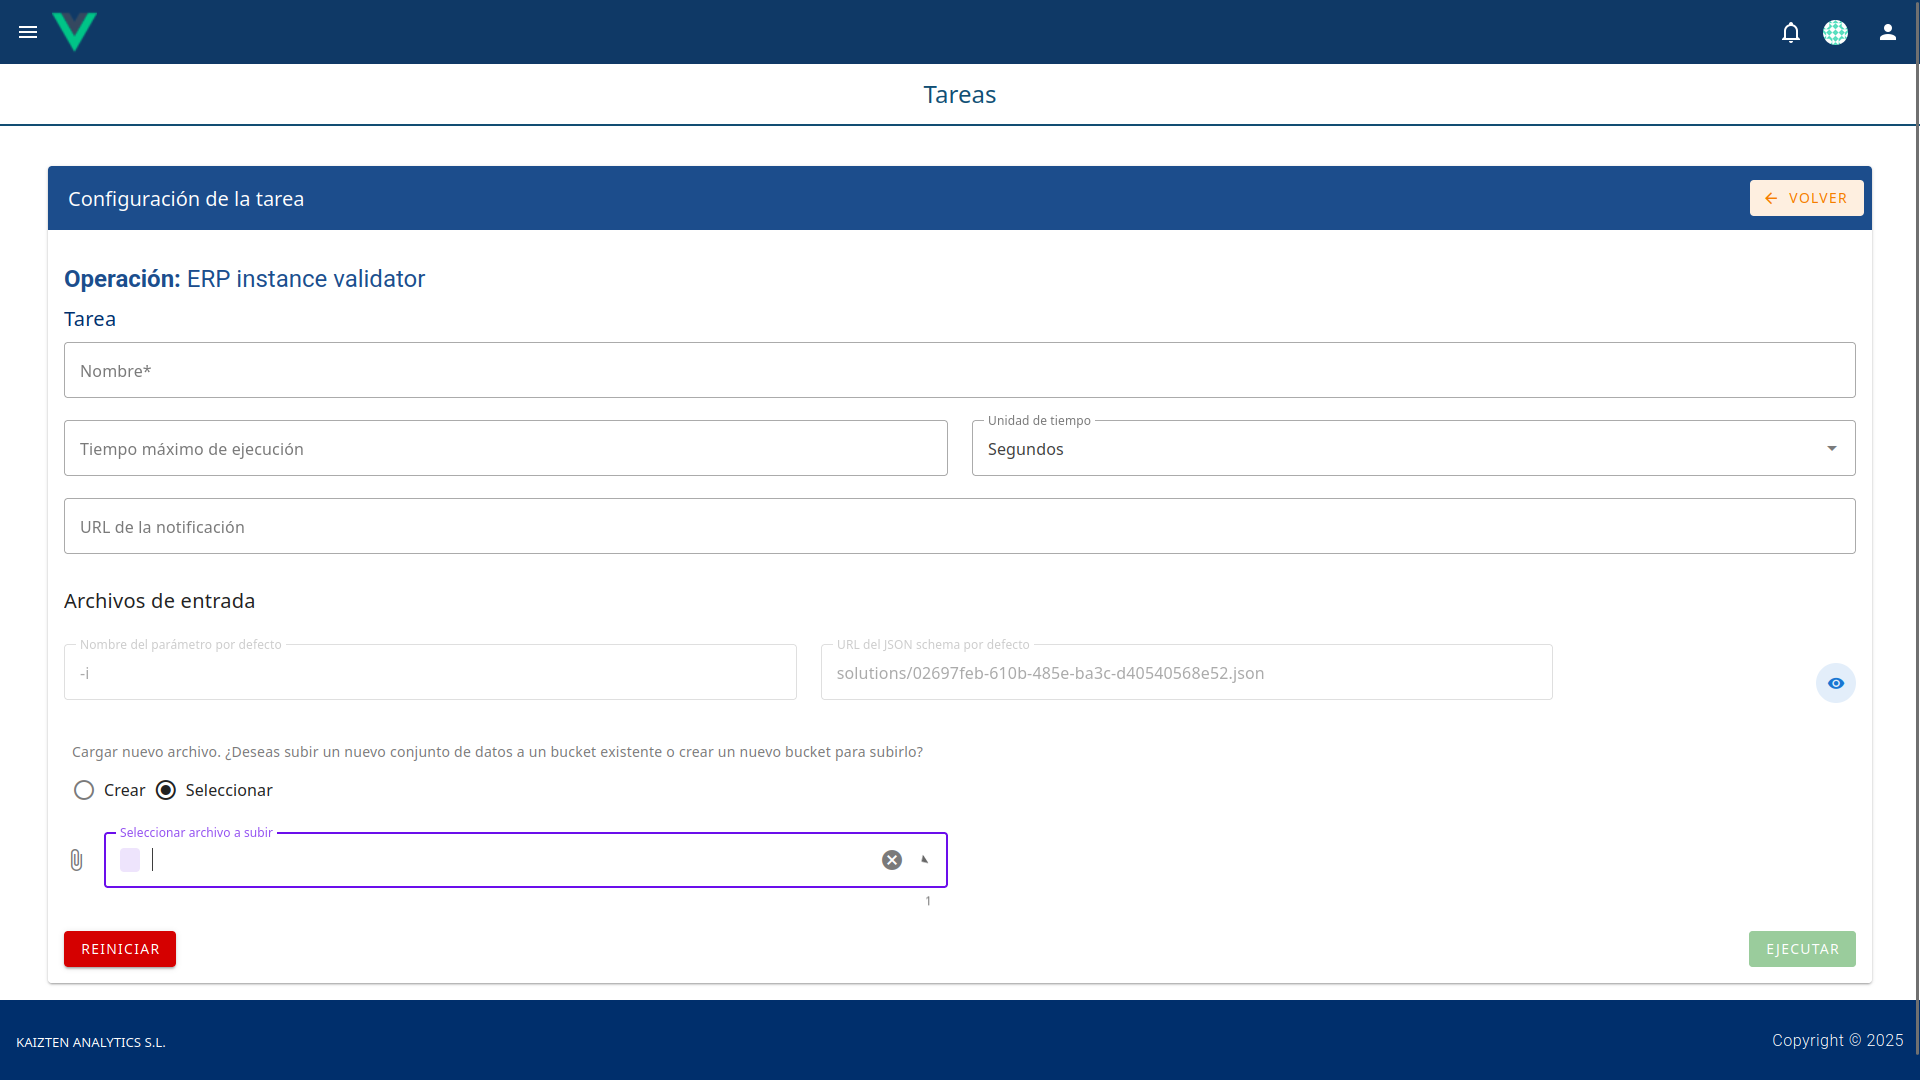 Tareas
Configuración de la tarea
VOLVER
Operación: ERP instance validator
Tarea
Nombre*
Tiempo máximo de ejecución
Unidad de tiempo
Segundos
URL de la notificación
Archivos de entrada
Nombre del parámetro por defecto
-i
URL del JSON schema por defecto
solutions/02697feb-610b-485e-ba3c-d40540568e52.json
Cargar nuevo archivo. ¿Deseas subir un nuevo conjunto de datos a un bucket existente o crear un nuevo bucket para subirlo?
Crear
Seleccionar
Seleccionar archivo a subir
1
REINICIAR
EJECUTAR
KAIZTEN ANALYTICS S.L.
Copyright © 2025